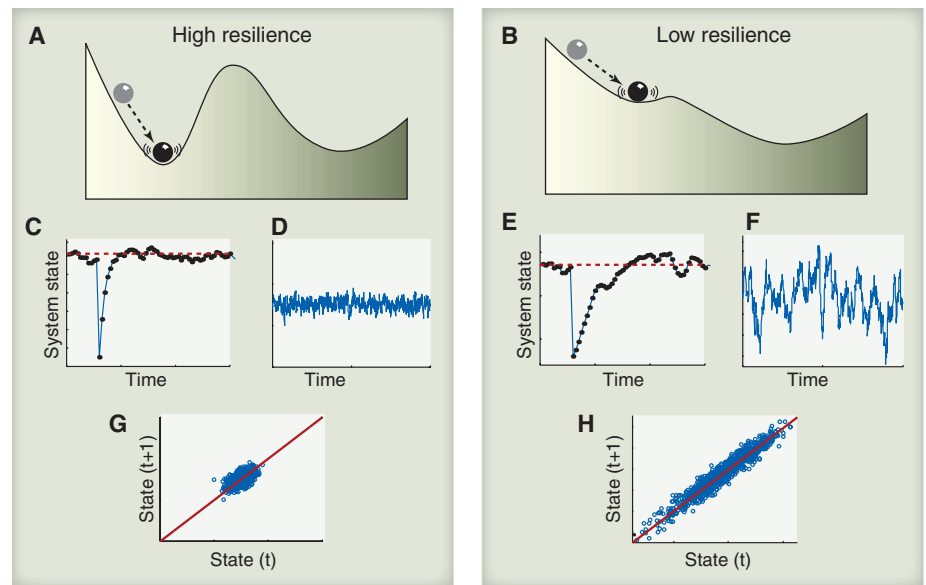 A
High resilience
B
Low resilience
C
D
E
F
System state
Time
Time
System state
Time
Time
G
State (t+1)
State (t)
H
State (t+1)
State (t)